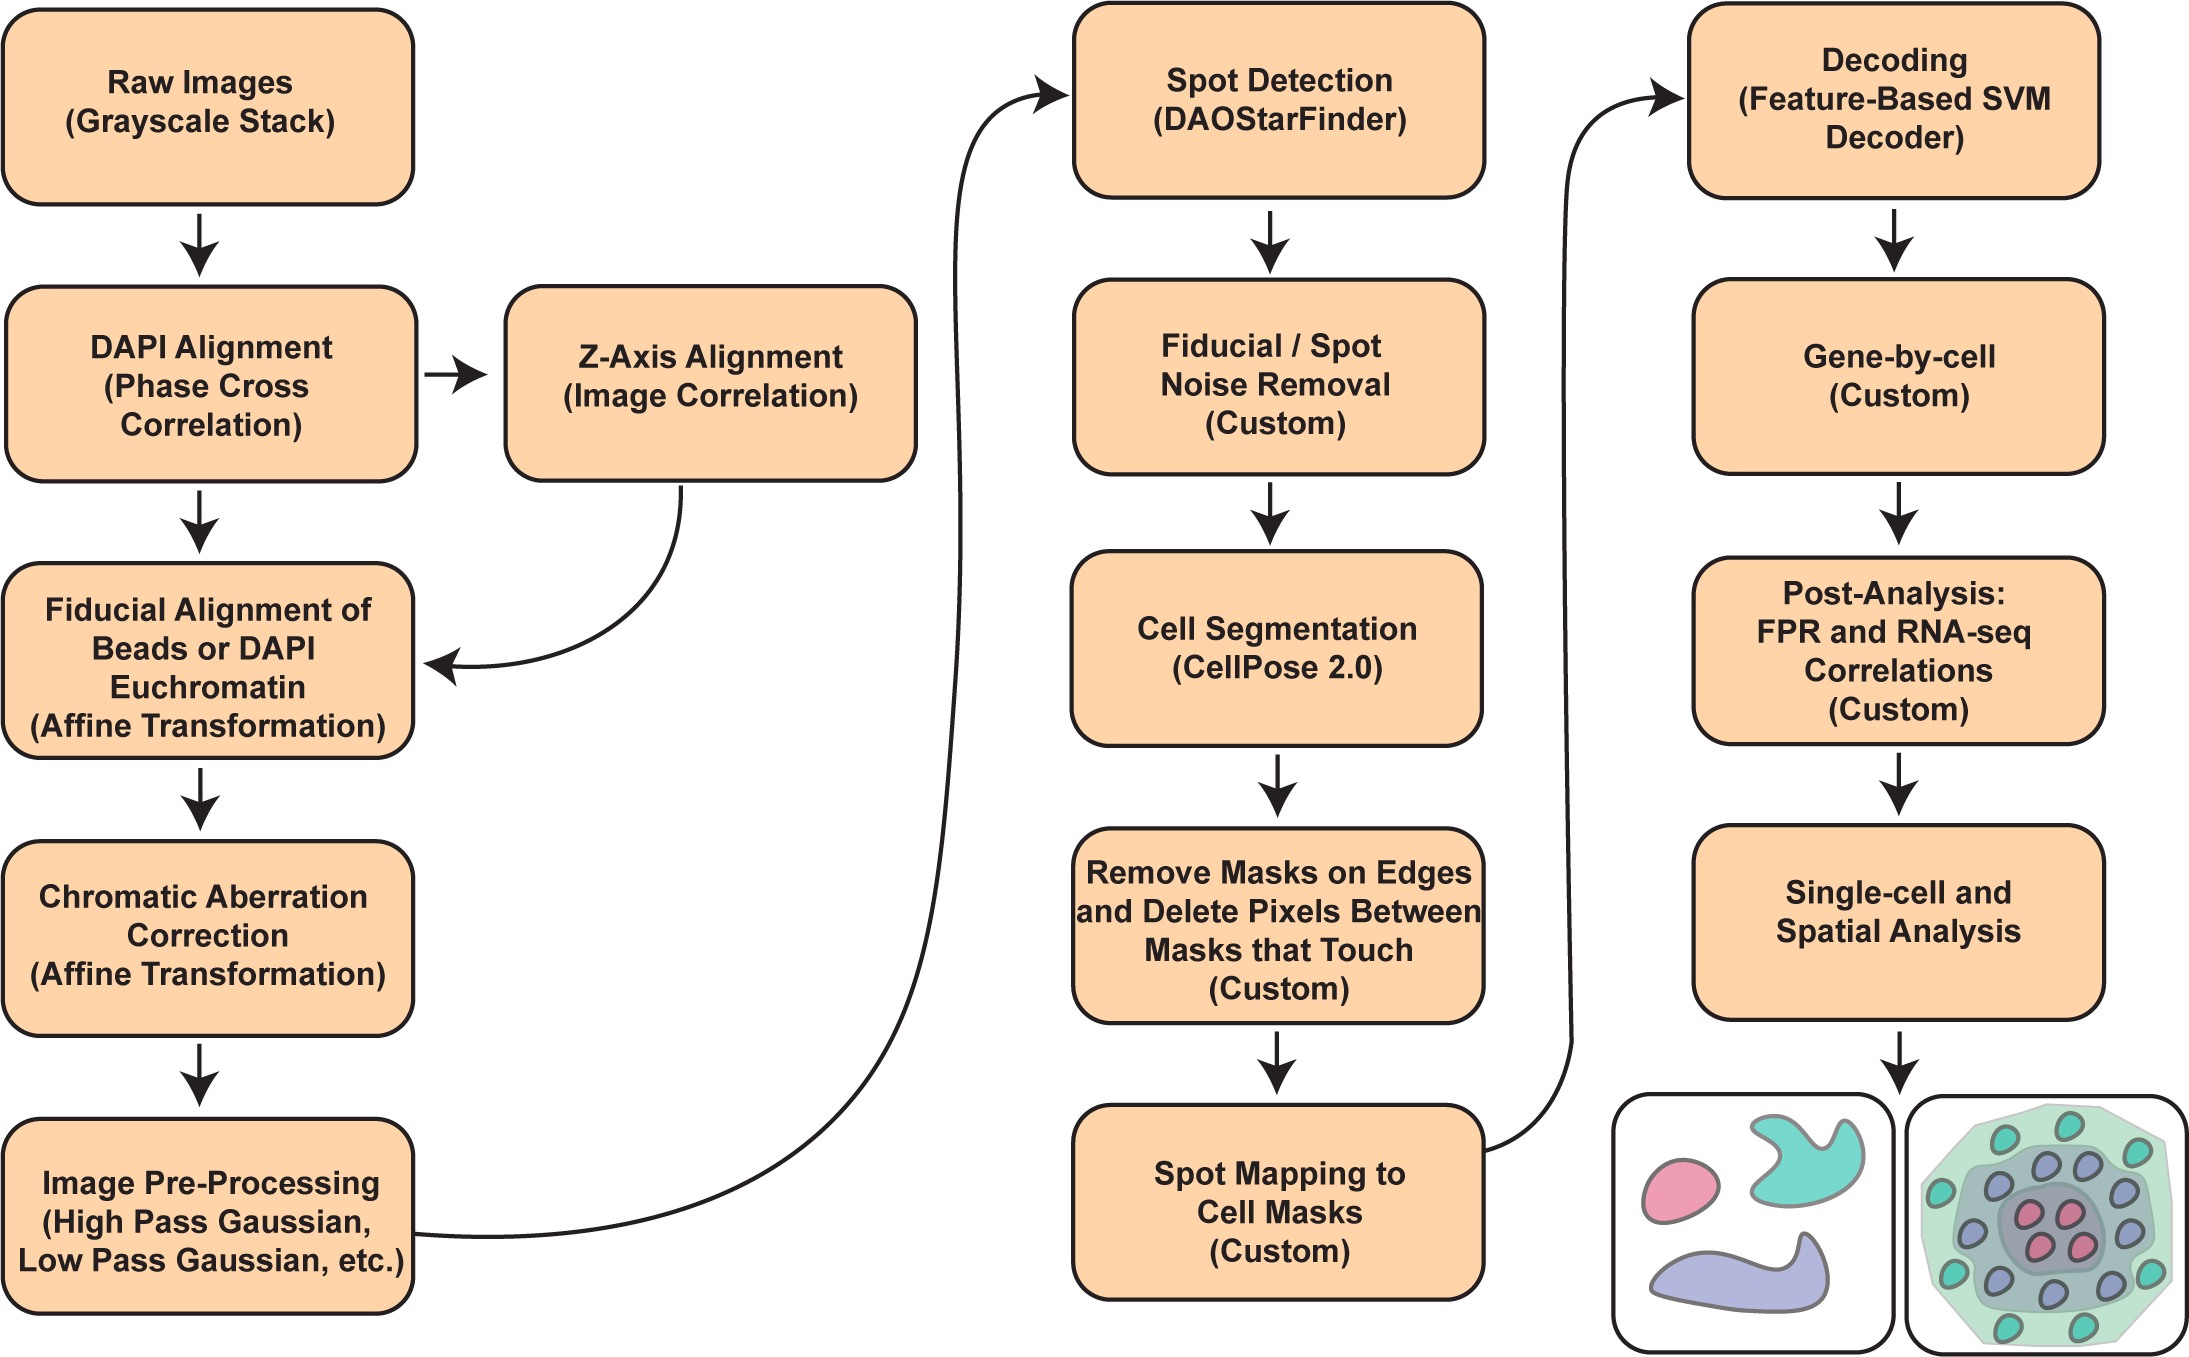 Raw Images
(Grayscale Stack)
DAPI Alignment
(Phase Cross
Correlation)
Z-Axis Alignment
(Image Correlation)
Fiducial Alignment of
Beads or DAPI
Euchromatin
(Affine Transformation)
Chromatic Aberration
Correction
(Affine Transformation)
Image Pre-Processing
(High Pass Gaussian,
Low Pass Gaussian, etc.)
Spot Detection
(DAOStarFinder)
Fiducial / Spot
Noise Removal
(Custom)
Cell Segmentation
(CellPose 2.0)
Remove Masks on Edges
and Delete Pixels Between
Masks that Touch
(Custom)
Spot Mapping to
Cell Masks
(Custom)
Decoding
(Feature-Based SVM
Decoder)
Gene-by-cell
(Custom)
Post-Analysis:
FPR and RNA-seq
Correlations
(Custom)
Single-cell and
Spatial Analysis